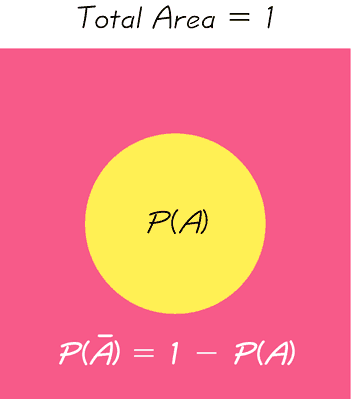 Total Area = 1
P(A)
P(Ā) = 1 − P(A)